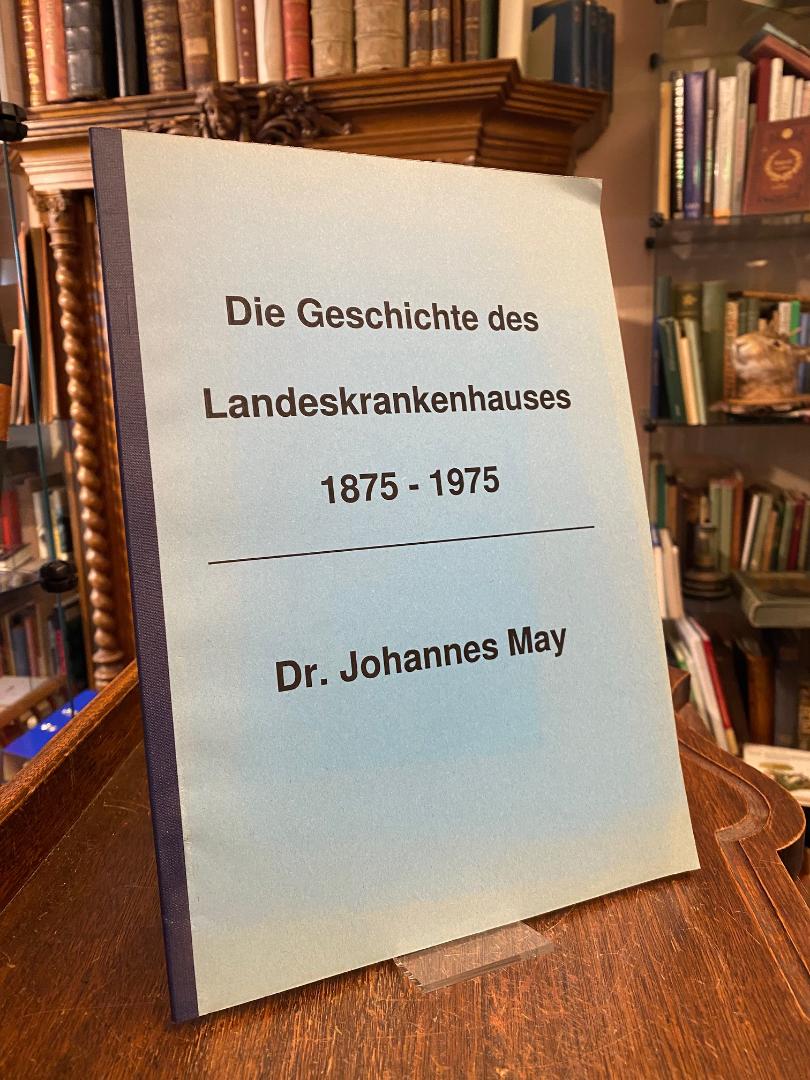 Die Geschichte des
Landeskrankenhauses
1875 - 1975
Dr. Johannes May